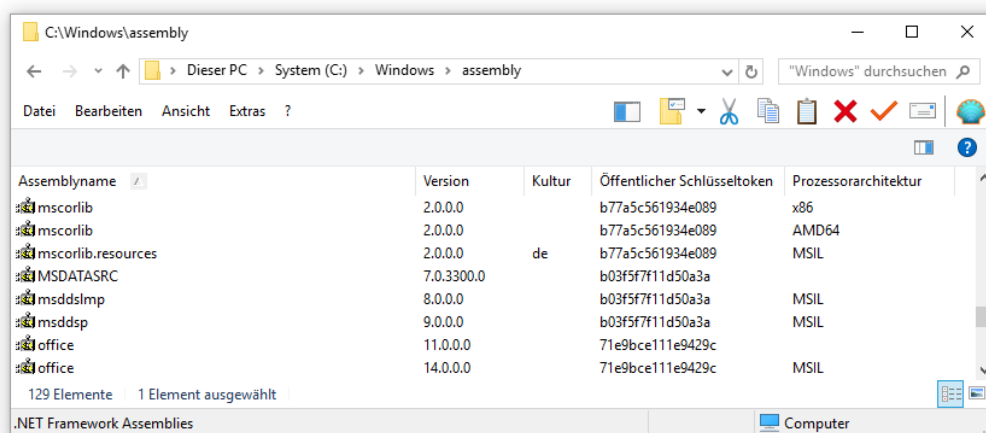 C:\Windows\assembly
Dieser PC > System (C:) > Windows > assembly "Windows" durchsuchen
Datei Bearbeiten Ansicht Extras ?
Assemblyname Version Kultur Öffentlicher Schlüsseltoken Prozessorarchitektur
mscorlib 2.0.0.0 b77a5c561934e089 x86
mscorlib 2.0.0.0 b77a5c561934e089 AMD64
mscorlib.resources 2.0.0.0 de b77a5c561934e089 MSIL
MSDATASRC 7.0.3300.0 b03f5f7f11d50a3a
msddslmp 8.0.0.0 b03f5f7f11d50a3a MSIL
msddsp 9.0.0.0 b03f5f7f11d50a3a MSIL
office 11.0.0.0 71e9bce111e9429c
office 14.0.0.0 71e9bce111e9429c MSIL
129 Elemente 1 Element ausgewählt
.NET Framework Assemblies Computer